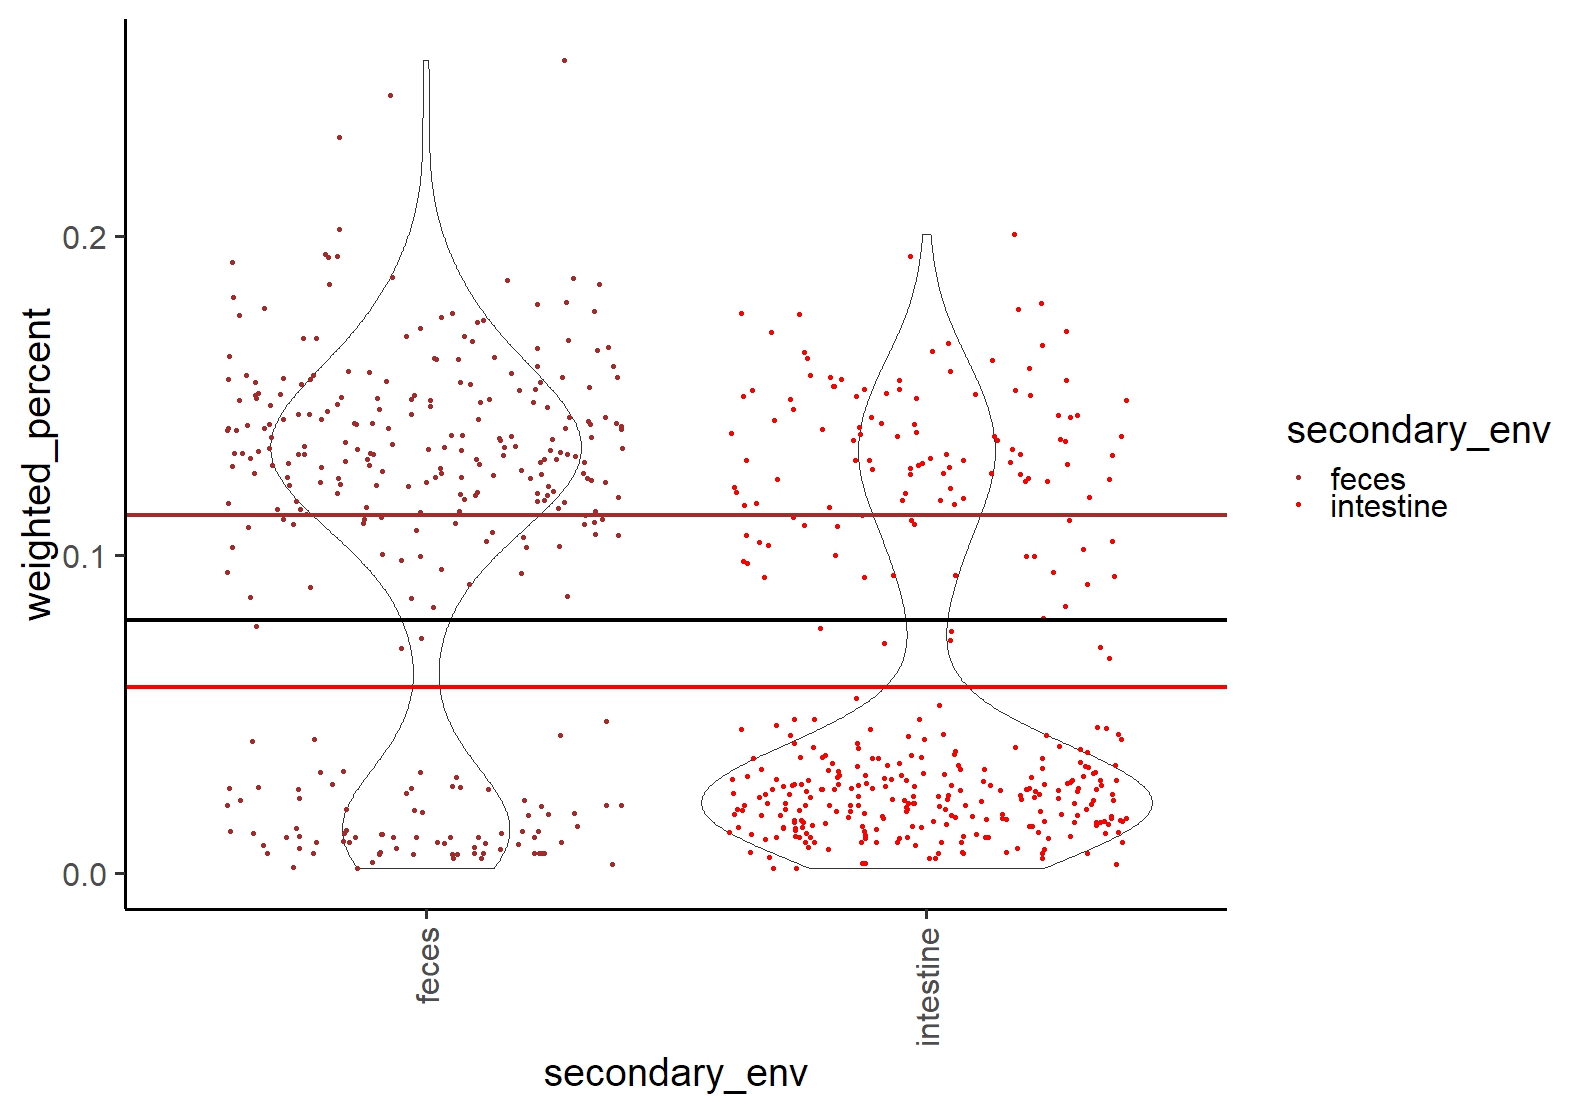 weighted_percent
0.2
0.1
0.0
feces
intestine
secondary_env
secondary_env
feces
intestine